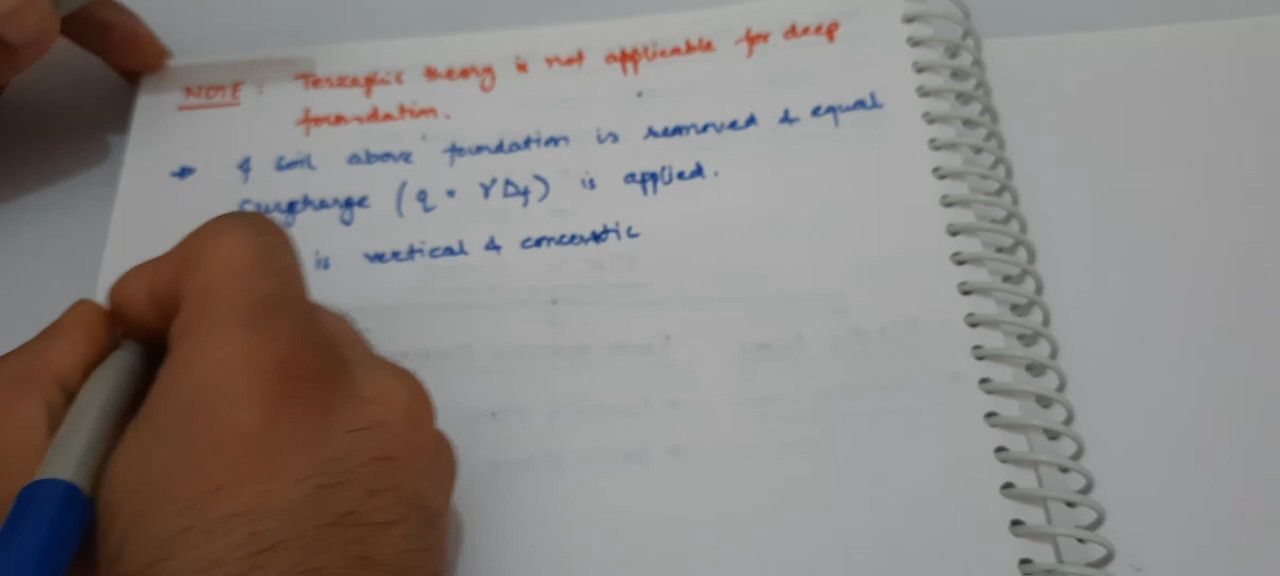 NOTE: Terzaghi's theory is not applicable for deep
foundation.
→ soil above foundation is removed & equal
surcharge (q = γDf) is applied.
is vertical & concentric